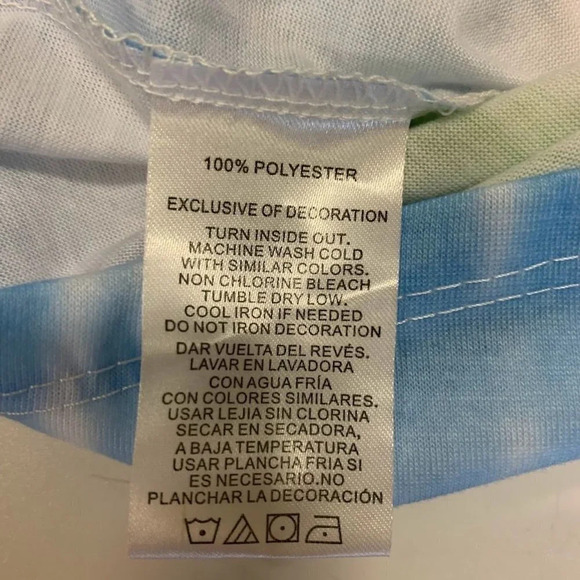 100% POLYESTER
EXCLUSIVE OF DECORATION
TURN INSIDE OUT.
MACHINE WASH COLD
WITH SIMILAR COLORS.
NON CHLORINE BLEACH
TUMBLE DRY LOW.
COOL IRON IF NEEDED
DO NOT IRON DECORATION
DAR VUELTA DEL REVÉS.
LAVAR EN LAVADORA
CON AGUA FRÍA
CON COLORES SIMILARES.
USAR LEJIA SIN CLORINA
SECAR EN SECADORA,
A BAJA TEMPERATURA
USAR PLANCHA FRIA SI
ES NECESARIO.NO
PLANCHAR LA DECORACIÓN